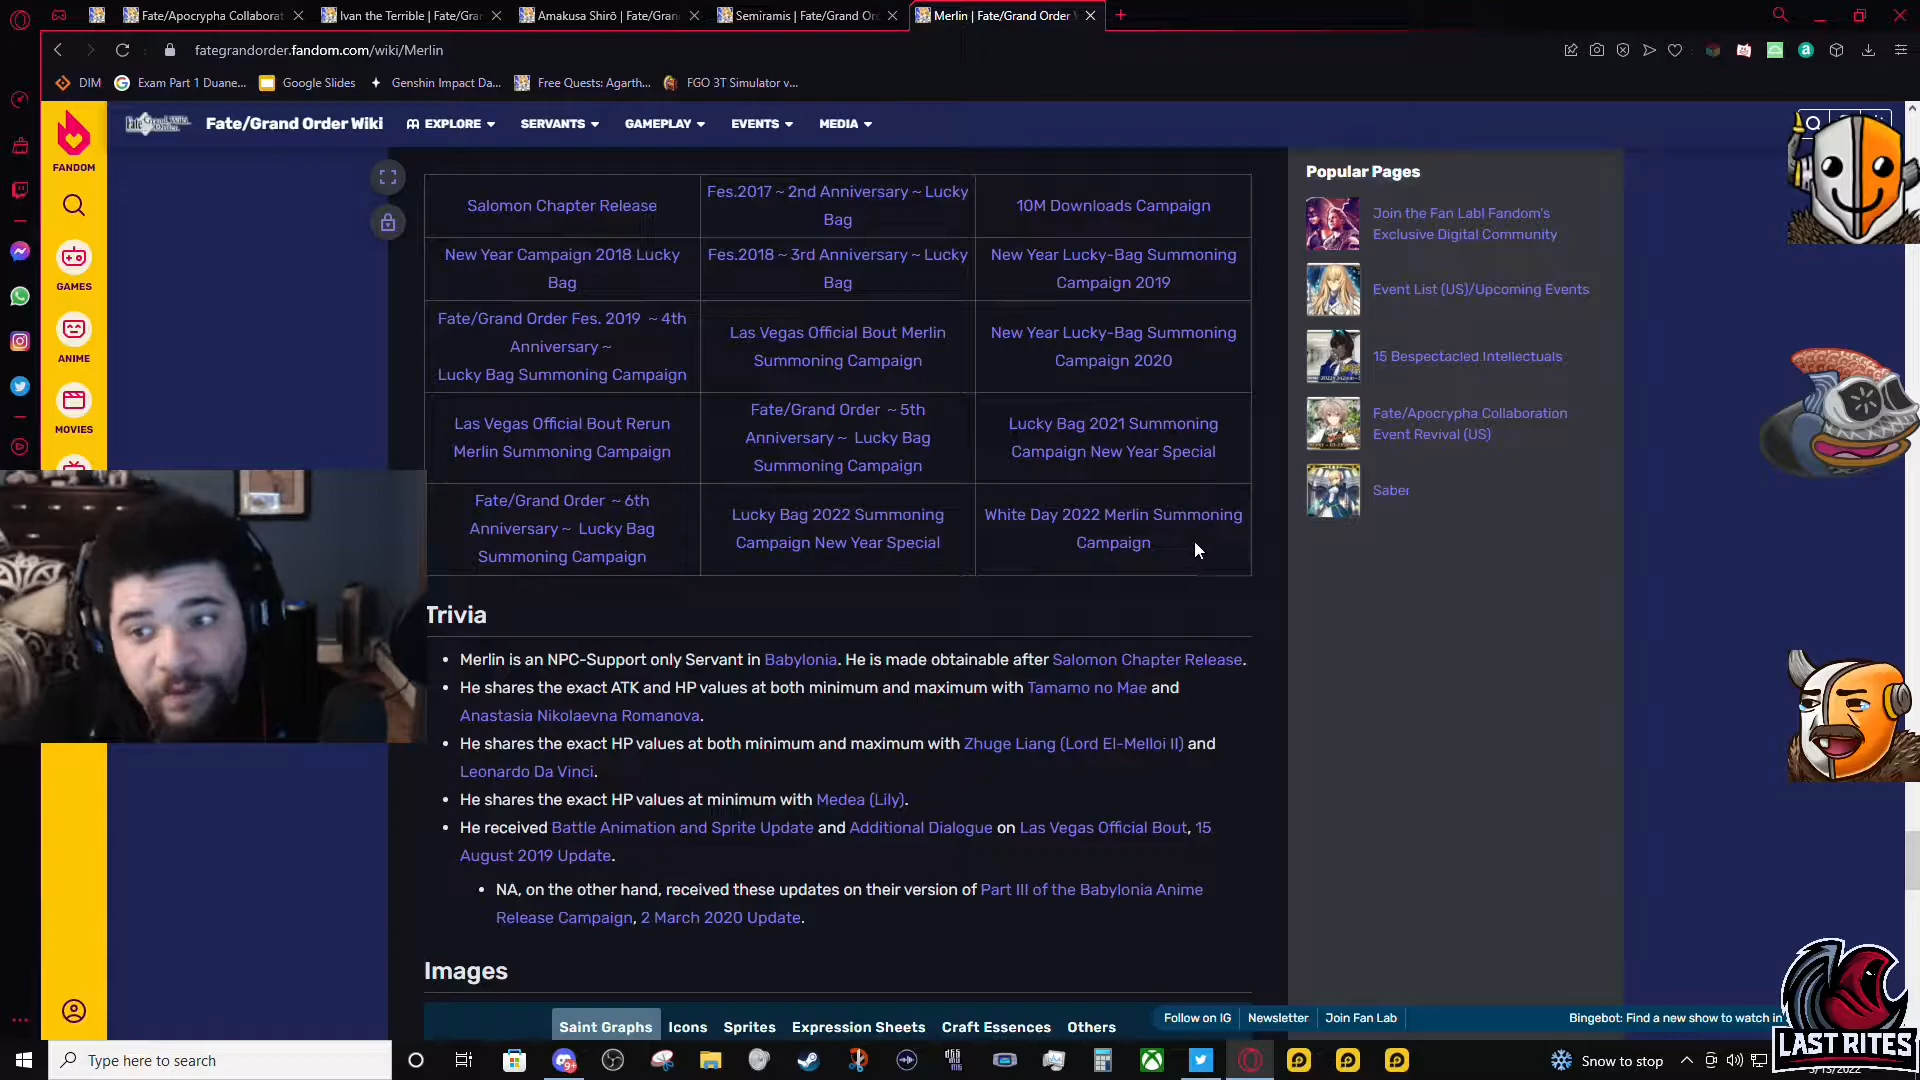 Fate/Apocrypha Collaborat
Ivan the Terrible | Fate/Gra
Amakusa Shirō | Fate/Gran
Semiramis | Fate/Grand Or
Merlin | Fate/Grand Order
fategrandorder.fandom.com/wiki/Merlin
DIM
Exam Part 1 Duane...
Google Slides
Genshin Impact Da...
Free Quests: Agarth...
FGO 3T Simulator v...
FANDOM
Fate/Grand Order Wiki
EXPLORE
SERVANTS
GAMEPLAY
EVENTS
MEDIA
GAMES
ANIME
MOVIES
Salomon Chapter Release
Fes.2017 ~ 2nd Anniversary ~ Lucky
Bag
10M Downloads Campaign
New Year Campaign 2018 Lucky
Bag
Fes.2018 ~ 3rd Anniversary ~ Lucky
Bag
New Year Lucky-Bag Summoning
Campaign 2019
Fate/Grand Order Fes. 2019 ~ 4th
Anniversary ~
Lucky Bag Summoning Campaign
Las Vegas Official Bout Merlin
Summoning Campaign
New Year Lucky-Bag Summoning
Campaign 2020
Las Vegas Official Bout Rerun
Merlin Summoning Campaign
Fate/Grand Order ~ 5th
Anniversary ~ Lucky Bag
Summoning Campaign
Lucky Bag 2021 Summoning
Campaign New Year Special
Fate/Grand Order ~ 6th
Anniversary ~ Lucky Bag
Summoning Campaign
Lucky Bag 2022 Summoning
Campaign New Year Special
White Day 2022 Merlin Summoning
Campaign
Trivia
• Merlin is an NPC-Support only Servant in Babylonia. He is made obtainable after Salomon Chapter Release.
• He shares the exact ATK and HP values at both minimum and maximum with Tamamo no Mae and
Anastasia Nikolaevna Romanova.
• He shares the exact HP values at both minimum and maximum with Zhuge Liang (Lord El-Melloi II) and
Leonardo Da Vinci.
• He shares the exact HP values at minimum with Medea (Lily).
• He received Battle Animation and Sprite Update and Additional Dialogue on Las Vegas Official Bout, 15
August 2019 Update.
• NA, on the other hand, received these updates on their version of Part III of the Babylonia Anime
Release Campaign, 2 March 2020 Update.
Images
Saint Graphs
Icons
Sprites
Expression Sheets
Craft Essences
Others
Popular Pages
Join the Fan Labl Fandom's
Exclusive Digital Community
Event List (US)/Upcoming Events
15 Bespectacled Intellectuals
Fate/Apocrypha Collaboration
Event Revival (US)
Saber
Follow on IG
Newsletter
Join Fan Lab
Bingebot: Find a new show to watch in
LAST RITES
Type here to search
9+
Snow to stop